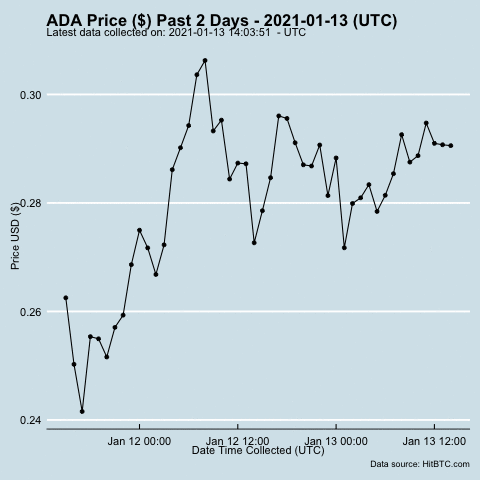 ADA Price ($) Past 2 Days - 2021-01-13 (UTC)
Latest data collected on: 2021-01-13 14:03:51 - UTC
0.30
0.28
0.26
0.24
Price USD ($)
Jan 12 00:00 Jan 12 12:00 Jan 13 00:00 Jan 13 12:00
Date Time Collected (UTC)
Data source: HitBTC.com